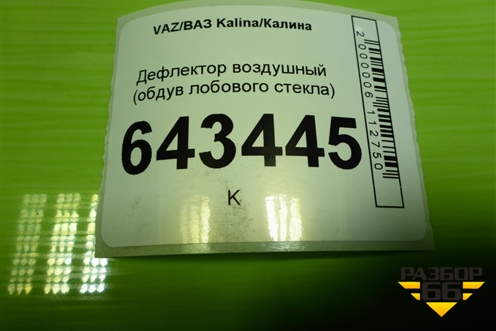 VAZ/ВАЗ Kalina/Калина
Дефлектор воздушный
(обдув лобового стекла)
643445
K
2000006112750
РАЗБОР
66